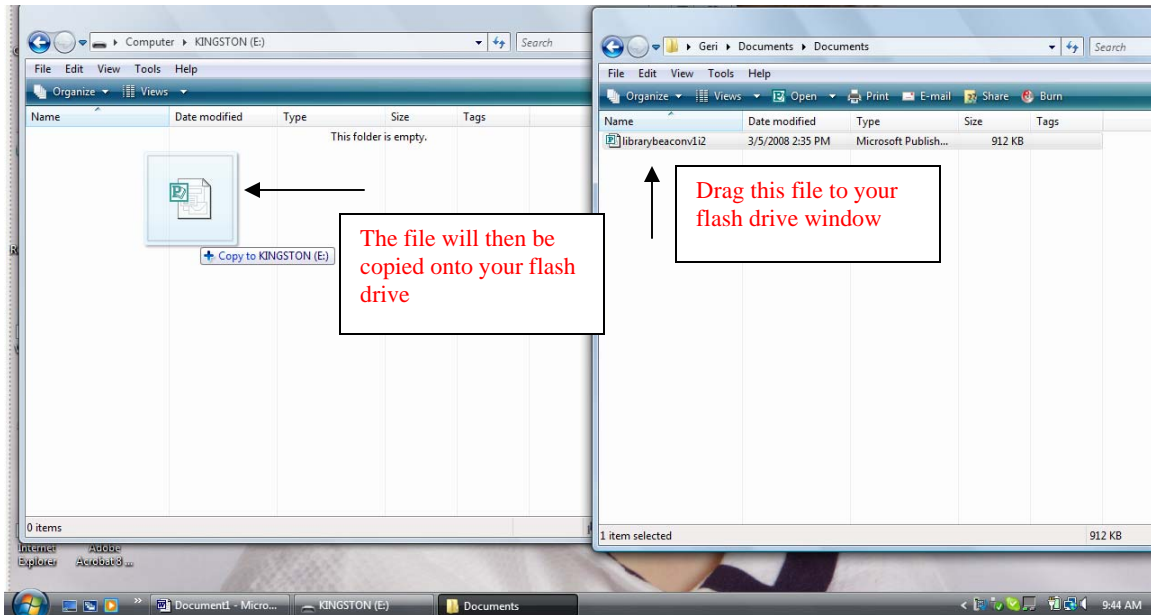 Computer ▸ KINGSTON (E:)
Search
File Edit View Tools Help
Organize Views
Name Date modified Type Size Tags
This folder is empty.
Copy to KINGSTON (E:)
The file will then be
copied onto your flash
drive
0 items
Geri ▸ Documents ▸ Documents
Search
File Edit View Tools Help
Organize Views Open Print E-mail Share Burn
Name Date modified Type Size Tags
librarybeaconv1i2 3/5/2008 2:35 PM Microsoft Publish... 912 KB
Drag this file to your
flash drive window
1 item selected 912 KB
Internet
Explorer
Adobe
Acrobat 8 ...
Document1 - Micro... KINGSTON (E:) Documents 9:44 AM